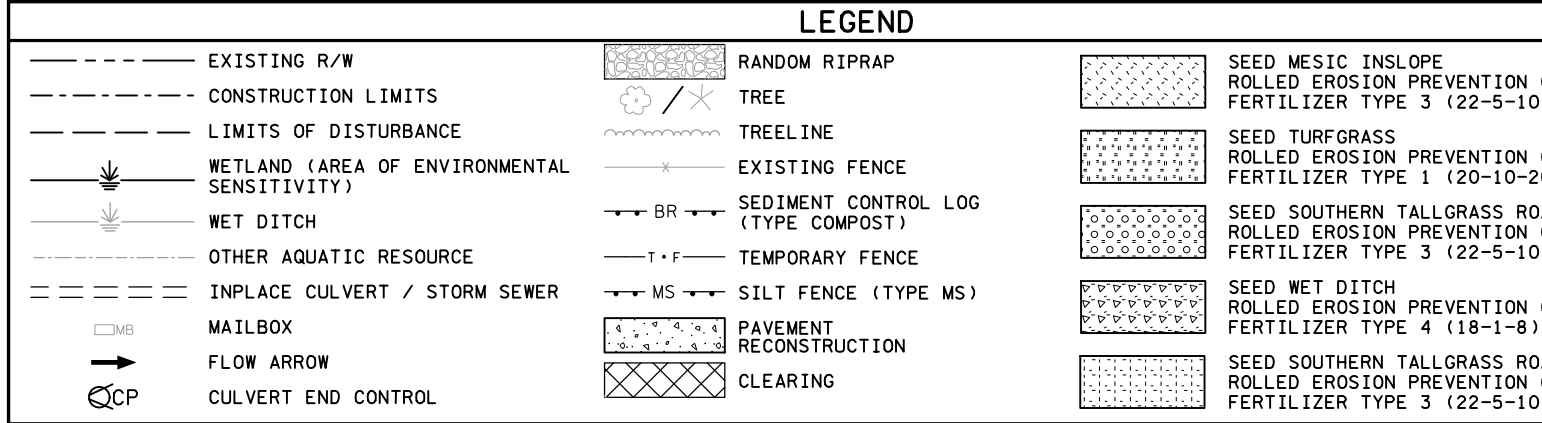 LEGEND
EXISTING R/W
CONSTRUCTION LIMITS
LIMITS OF DISTURBANCE
WETLAND (AREA OF ENVIRONMENTAL
SENSITIVITY)
WET DITCH
OTHER AQUATIC RESOURCE
INPLACE CULVERT / STORM SEWER
MB MAILBOX
FLOW ARROW
CP CULVERT END CONTROL
RANDOM RIPRAP
/ TREE
TREELINE
X EXISTING FENCE
BR SEDIMENT CONTROL LOG
(TYPE COMPOST)
T•F TEMPORARY FENCE
MS SILT FENCE (TYPE MS)
PAVEMENT
RECONSTRUCTION
CLEARING
SEED MESIC INSLOPE
ROLLED EROSION PREVENTION
FERTILIZER TYPE 3 (22-5-10
SEED TURFGRASS
ROLLED EROSION PREVENTION
FERTILIZER TYPE 1 (20-10-20
SEED SOUTHERN TALLGRASS
ROLLED EROSION PREVENTION
FERTILIZER TYPE 3 (22-5-10
SEED WET DITCH
ROLLED EROSION PREVENTION
FERTILIZER TYPE 4 (18-1-8)
SEED SOUTHERN TALLGRASS
ROLLED EROSION PREVENTION
FERTILIZER TYPE 3 (22-5-10